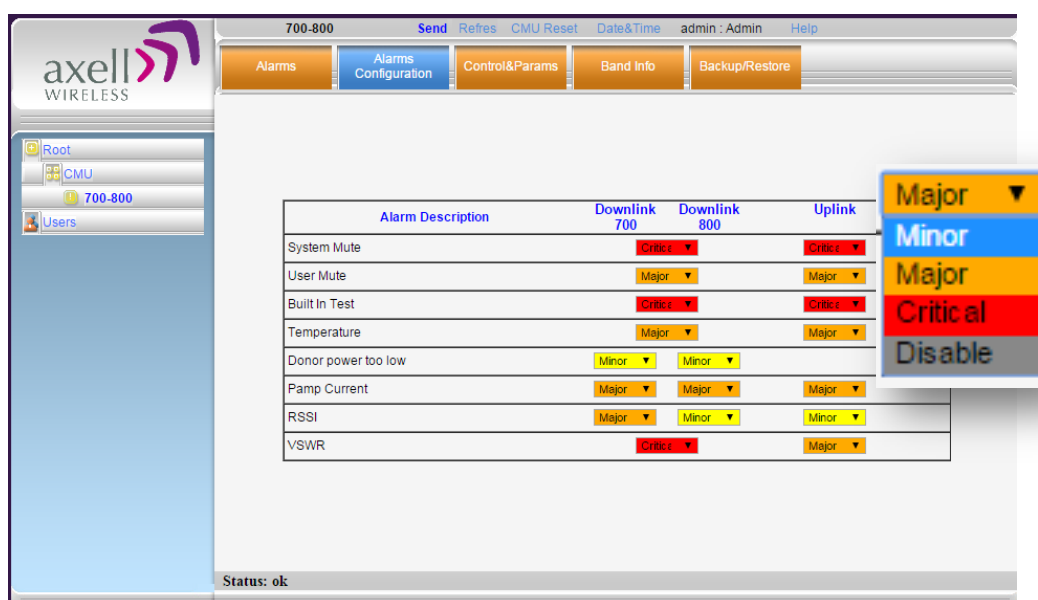 axell
WIRELESS
700-800 Send Refres CMU Reset Date&Time admin : Admin Help
Alarms Alarms Configuration Control&Params Band Info Backup/Restore
Root
CMU
700-800
Users
Alarm Description Downlink 700 Downlink 800 Uplink
System Mute Critica Critica
User Mute Major Major
Built In Test Critica Critica
Temperature Major Major
Donor power too low Minor Minor
Pamp Current Major Major Major
RSSI Major Minor Minor
VSWR Critica Major
Major
Minor
Major
Critical
Disable
Status: ok